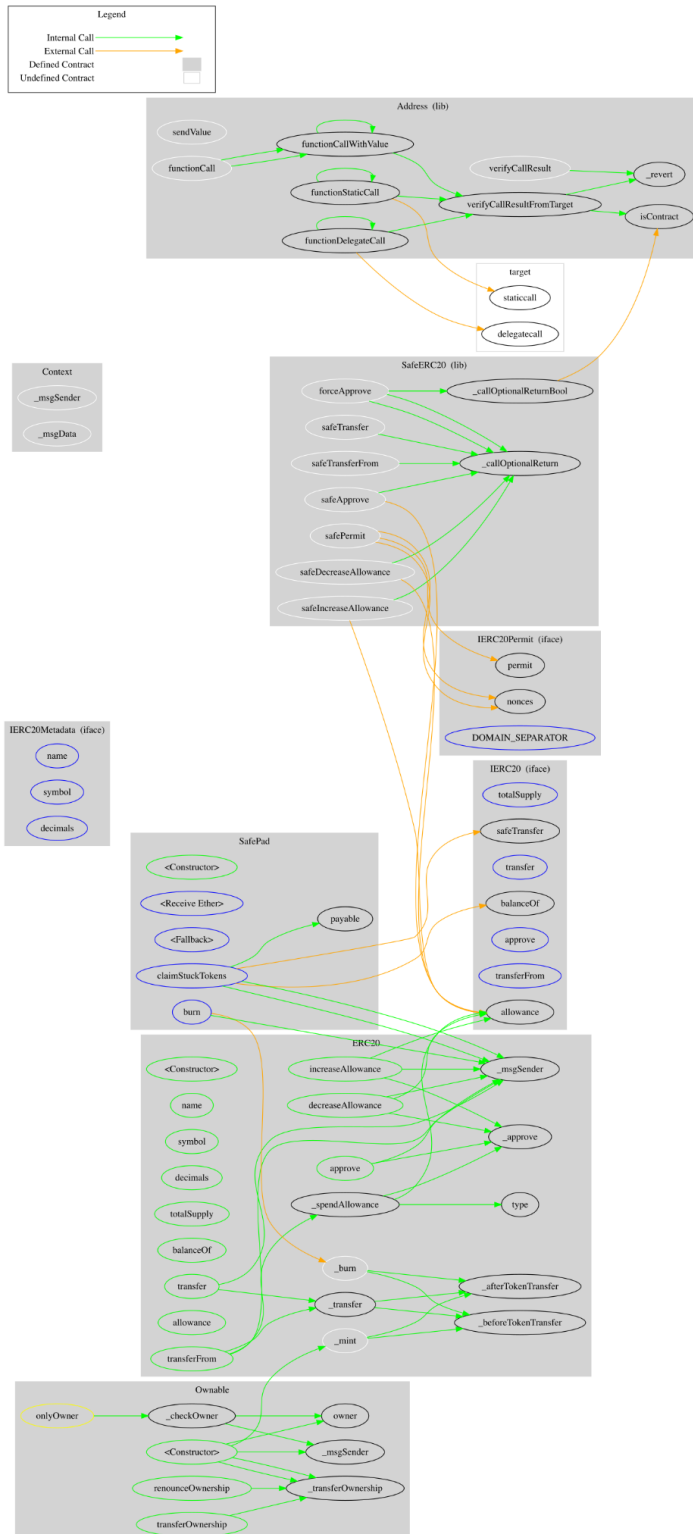 Legend
Internal Call
External Call
Defined Contract
Undefined Contract
Address (lib)
sendValue
functionCall
functionCallWithValue
functionStaticCall
functionDelegateCall
verifyCallResult
verifyCallResultFromTarget
_revert
isContract
target
staticcall
delegatecall
Context
_msgSender
_msgData
SafeERC20 (lib)
forceApprove
safeTransfer
safeTransferFrom
safeApprove
safePermit
safeDecreaseAllowance
safeIncreaseAllowance
_callOptionalReturnBool
_callOptionalReturn
IERC20Permit (iface)
permit
nonces
DOMAIN_SEPARATOR
IERC20Metadata (iface)
name
symbol
decimals
IERC20 (iface)
totalSupply
safeTransfer
transfer
balanceOf
approve
transferFrom
allowance
SafePad
<Constructor>
<Receive Ether>
<Fallback>
claimStuckTokens
burn
payable
ERC20
<Constructor>
name
symbol
decimals
totalSupply
balanceOf
transfer
allowance
transferFrom
increaseAllowance
decreaseAllowance
approve
_spendAllowance
_burn
_transfer
_mint
_msgSender
_approve
type
_afterTokenTransfer
_beforeTokenTransfer
Ownable
onlyOwner
_checkOwner
<Constructor>
renounceOwnership
transferOwnership
owner
_msgSender
_transferOwnership